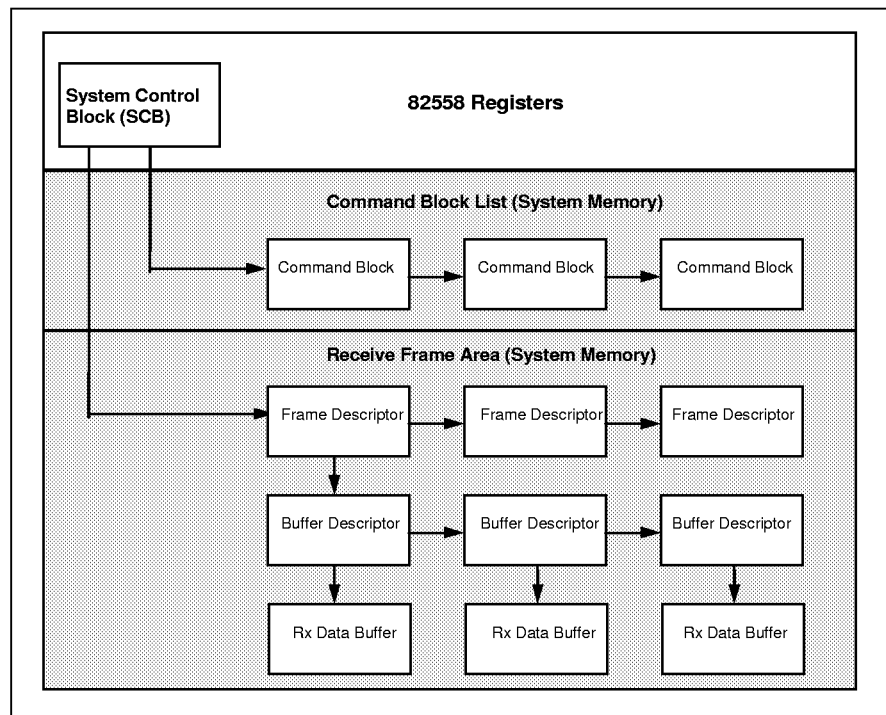 System Control
Block (SCB)
82558 Registers
Command Block List (System Memory)
Command Block
Command Block
Command Block
Receive Frame Area (System Memory)
Frame Descriptor
Frame Descriptor
Frame Descriptor
Buffer Descriptor
Buffer Descriptor
Buffer Descriptor
Rx Data Buffer
Rx Data Buffer
Rx Data Buffer